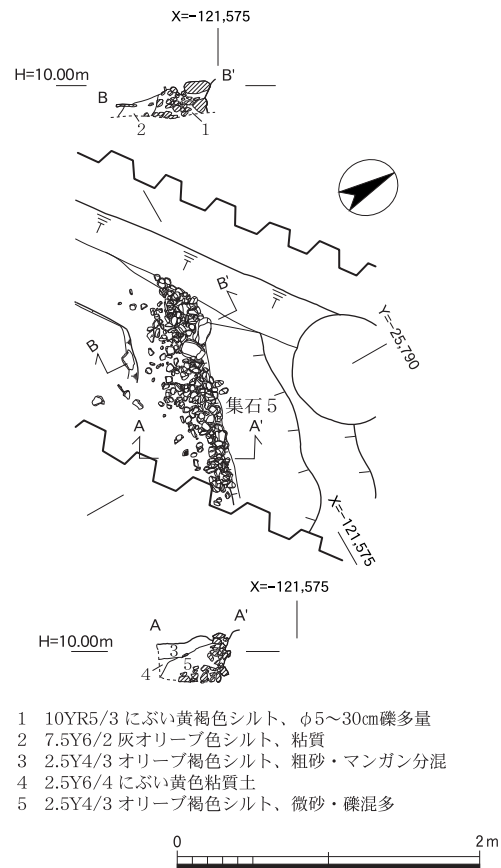 X=-121,575
H=10.00m
B
B'
2
1
B'
Y=-25,790
B
集石 5
A
A'
X=-121,575
X=-121,575
A
A'
H=10.00m
3
4
5
1 10YR5/3 にぶい黄褐色シルト、φ5〜30㎝礫多量
2 7.5Y6/2 灰オリーブ色シルト、粘質
3 2.5Y4/3 オリーブ褐色シルト、粗砂・マンガン分混
4 2.5Y6/4 にぶい黄色粘質土
5 2.5Y4/3 オリーブ褐色シルト、微砂・礫混多
0
2m